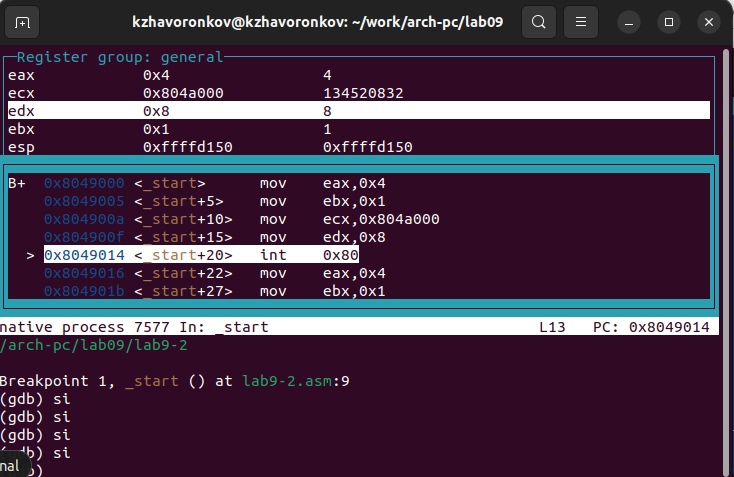 kzhavoronkov@kzhavoronkov: ~/work/arch-pc/lab09
Register group: general
eax 0x4 4
ecx 0x804a000 134520832
edx 0x8 8
ebx 0x1 1
esp 0xffffd150 0xffffd150
B+ 0x8049000 <_start> mov eax,0x4
0x8049005 <_start+5> mov ebx,0x1
0x804900a <_start+10> mov ecx,0x804a000
0x804900f <_start+15> mov edx,0x8
> 0x8049014 <_start+20> int 0x80
0x8049016 <_start+22> mov eax,0x4
0x804901b <_start+27> mov ebx,0x1
native process 7577 In: _start L13 PC: 0x8049014
/arch-pc/lab09/lab9-2
Breakpoint 1, _start () at lab9-2.asm:9
(gdb) si
(gdb) si
(gdb) si
(gdb) si
nal